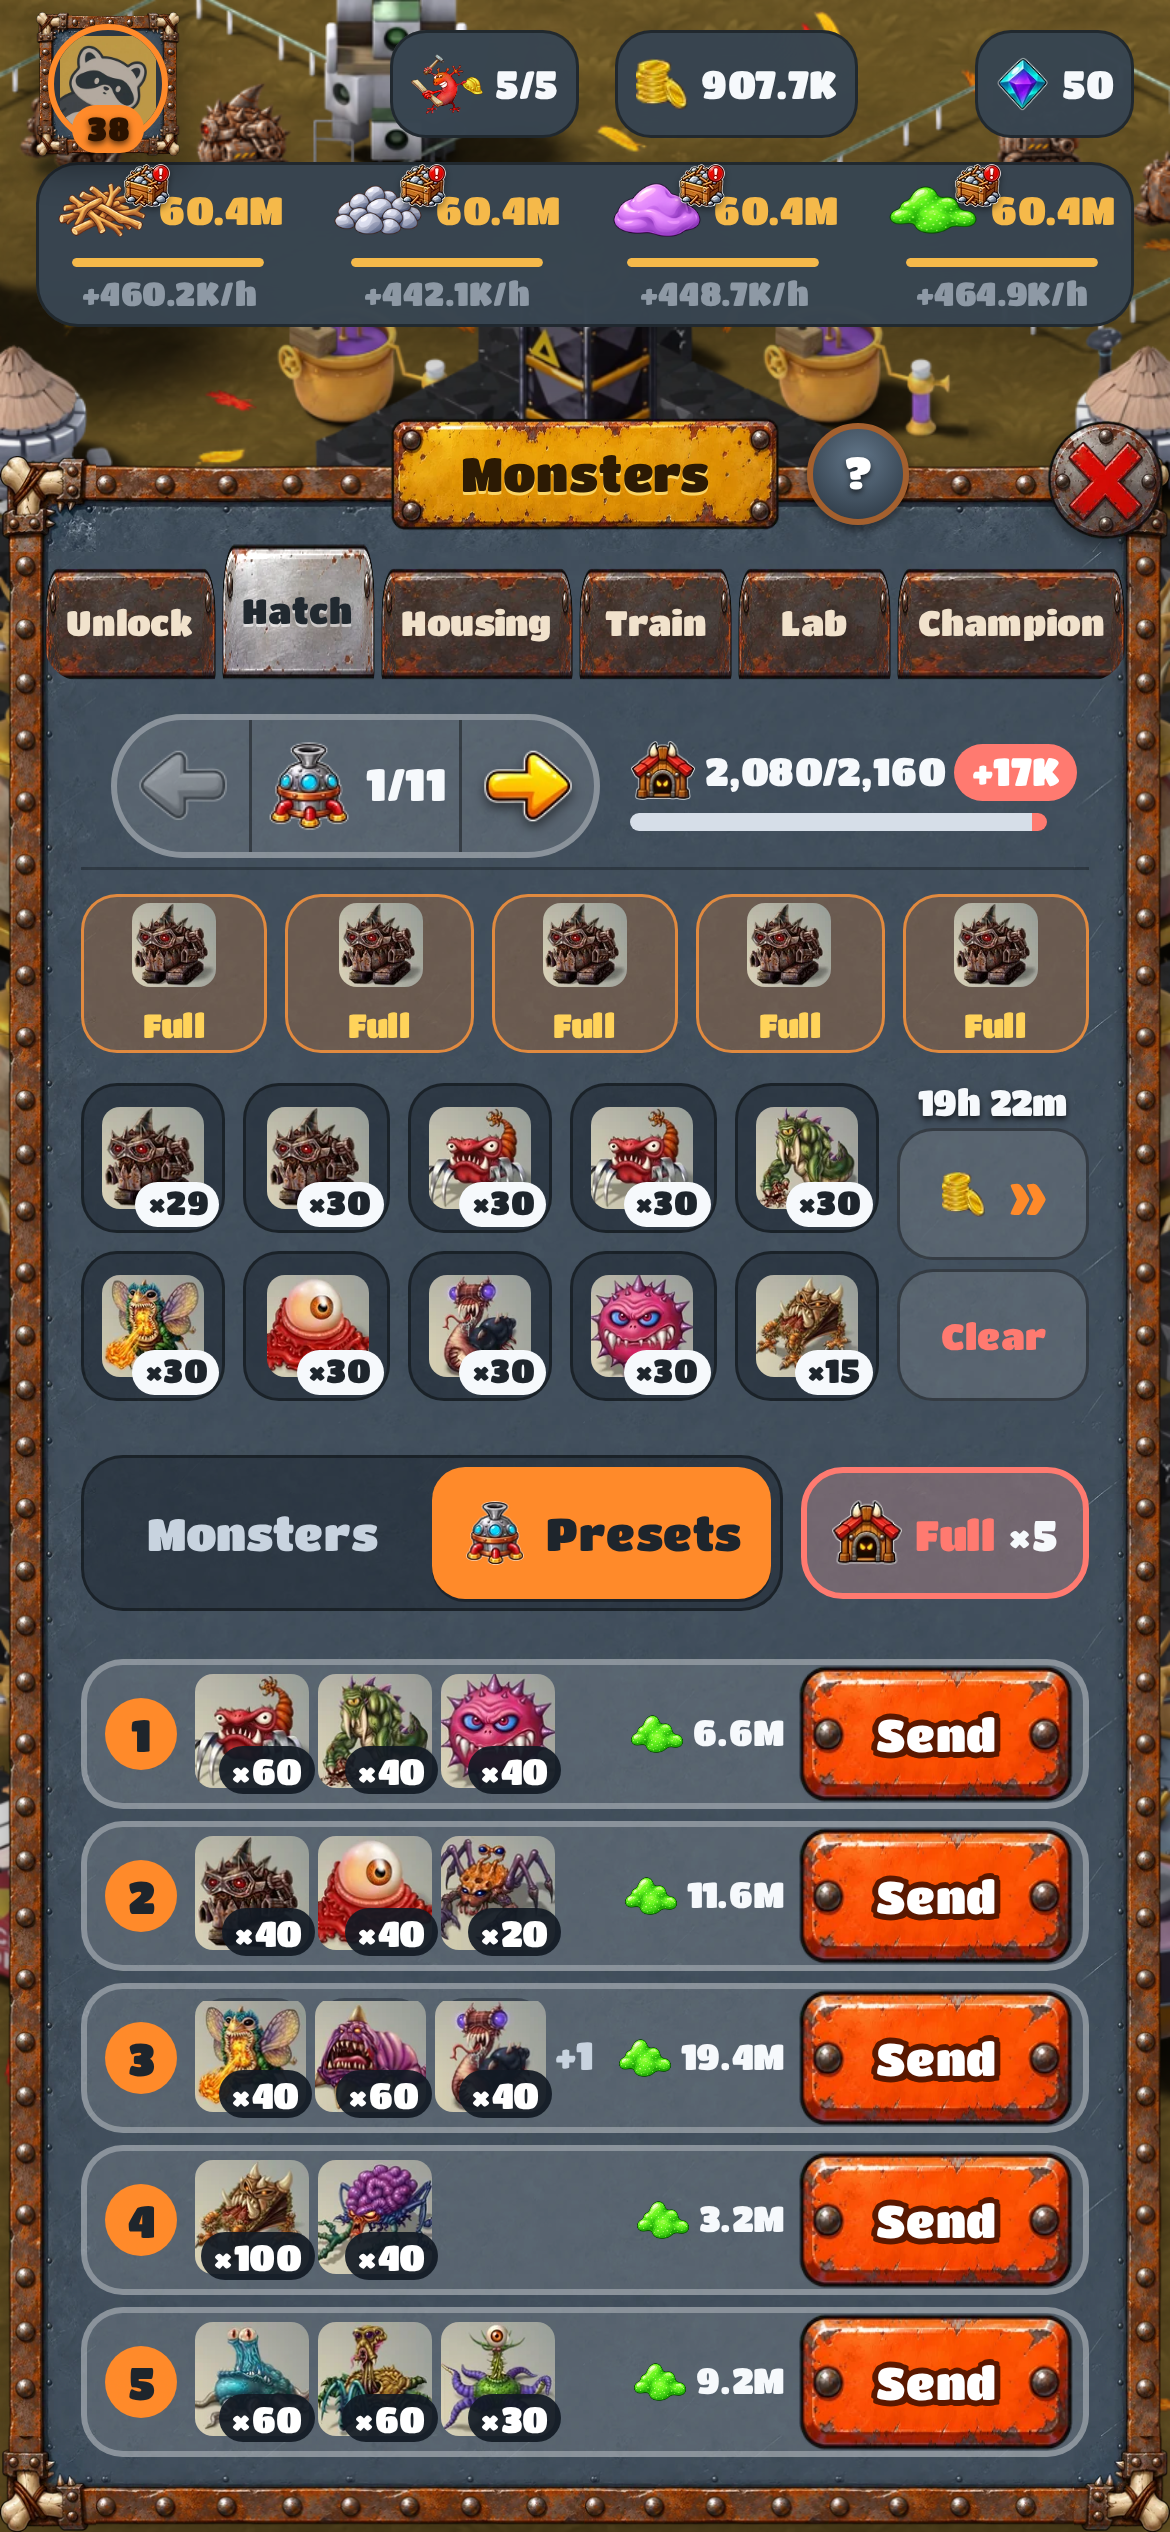 5/5
907.7K
50
38
60.4M
60.4M
60.4M
60.4M
+460.2K/h
+442.1K/h
+448.7K/h
+464.9K/h
Monsters
?
Unlock
Hatch
Housing
Train
Lab
Champion
1/11
2,080/2,160
+17K
Full
Full
Full
Full
Full
19h 22m
×29
×30
×30
×30
×30
×30
×30
×30
×30
×15
Clear
Monsters
Presets
Full ×5
1
×60
×40
×40
6.6M
Send
2
×40
×40
×20
11.6M
Send
3
×40
×60
×40
+1
19.4M
Send
4
×100
×40
3.2M
Send
5
×60
×60
×30
9.2M
Send